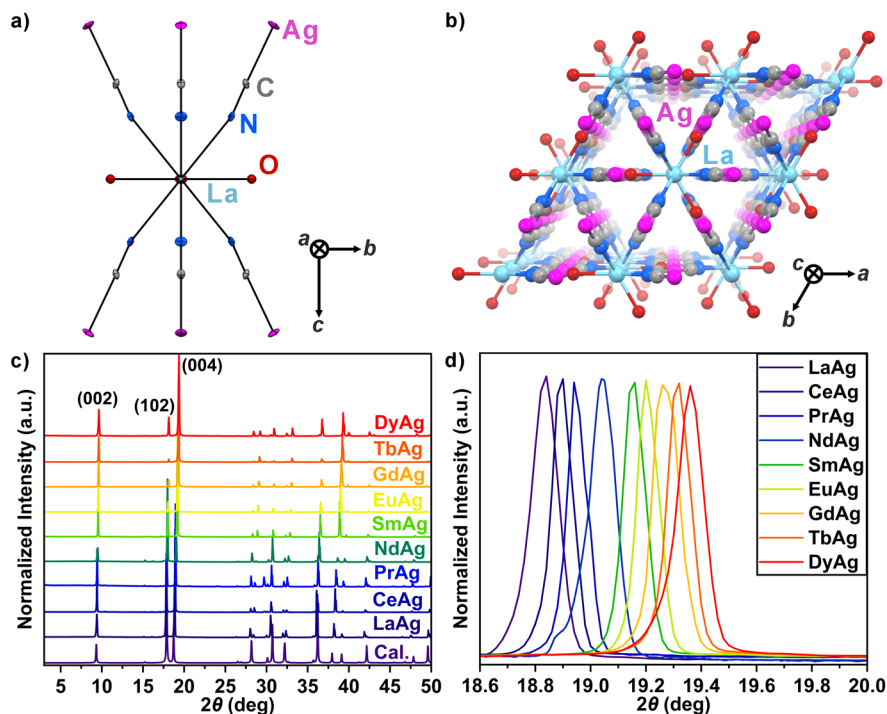 a)
Ag
C
N
O
La
a
b
c
b)
Ag
La
c
a
b
c)
(004)
(002)
(102)
DyAg
TbAg
GdAg
EuAg
SmAg
NdAg
PrAg
CeAg
LaAg
Cal.
Normalized Intensity (a.u.)
5 10 15 20 25 30 35 40 45 50
2θ (deg)
d)
LaAg
CeAg
PrAg
NdAg
SmAg
EuAg
GdAg
TbAg
DyAg
Normalized Intensity (a.u.)
18.6 18.8 19.0 19.2 19.4 19.6 19.8 20.0
2θ (deg)